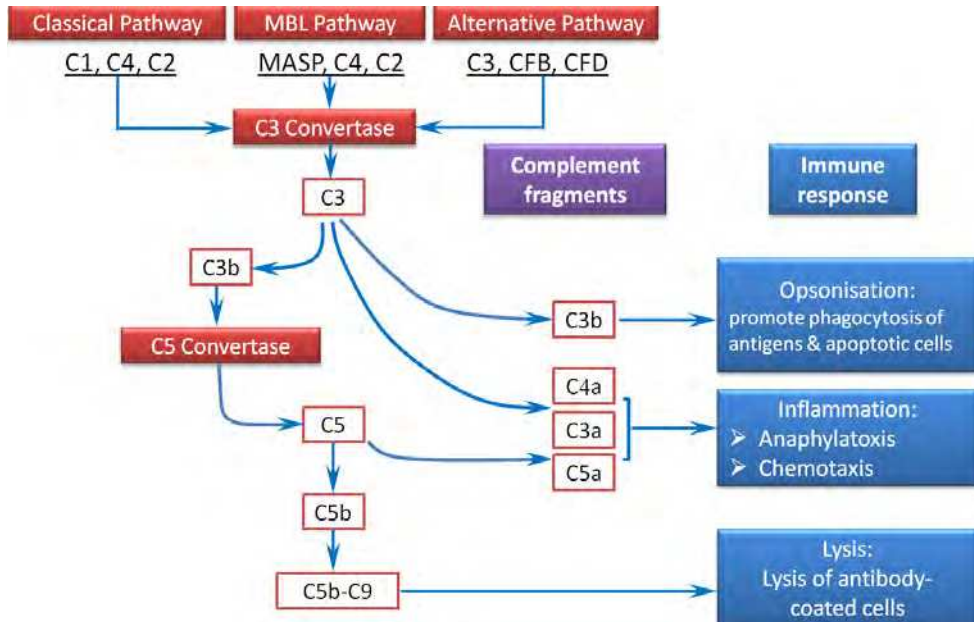 Classical Pathway
MBL Pathway
Alternative Pathway
C1, C4, C2
MASP, C4, C2
C3, CFB, CFD
C3 Convertase
Complement
fragments
Immune
response
C3
C3b
C5 Convertase
C3b
Opsonisation:
promote phagocytosis of
antigens & apoptotic cells
C4a
C3a
C5a
Inflammation:
➢ Anaphylatoxis
➢ Chemotaxis
C5
C5b
C5b-C9
Lysis:
Lysis of antibody-
coated cells